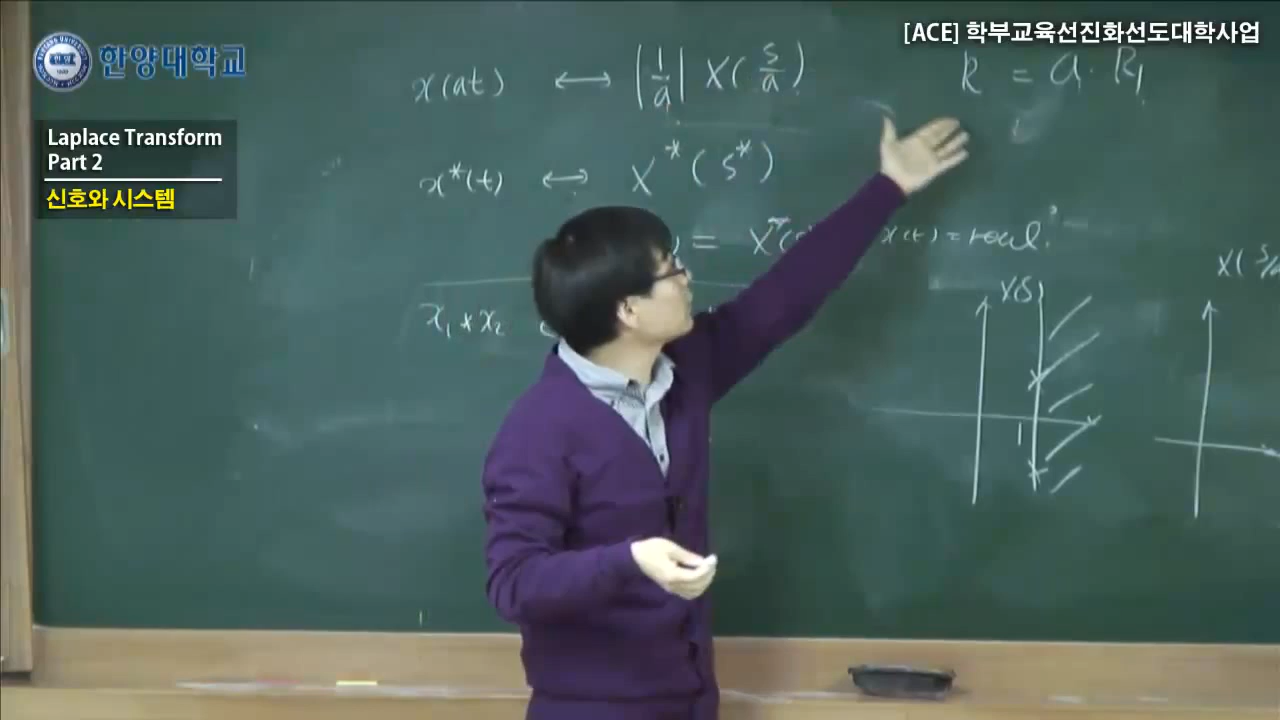 한양대학교
[ACE] 학부교육선진화선도대학사업
Laplace Transform
Part 2
신호와 시스템
x(at) ↔ |1/a| X(s/a)
R = a · R₁
x*(t) ↔ X*(s*)
= X*( x(t) = real.
X(s)
1
x₁ * x₂